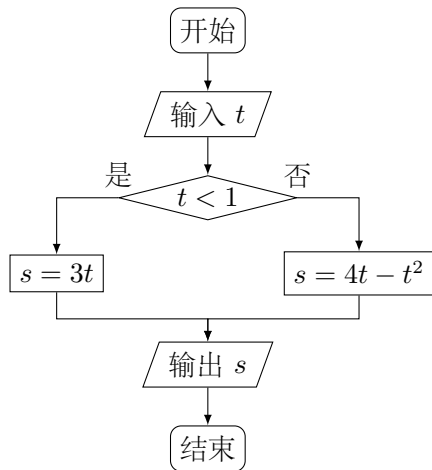 开始
输入 t
是
否
t < 1
s = 3t
s = 4t − t²
输出 s
结束